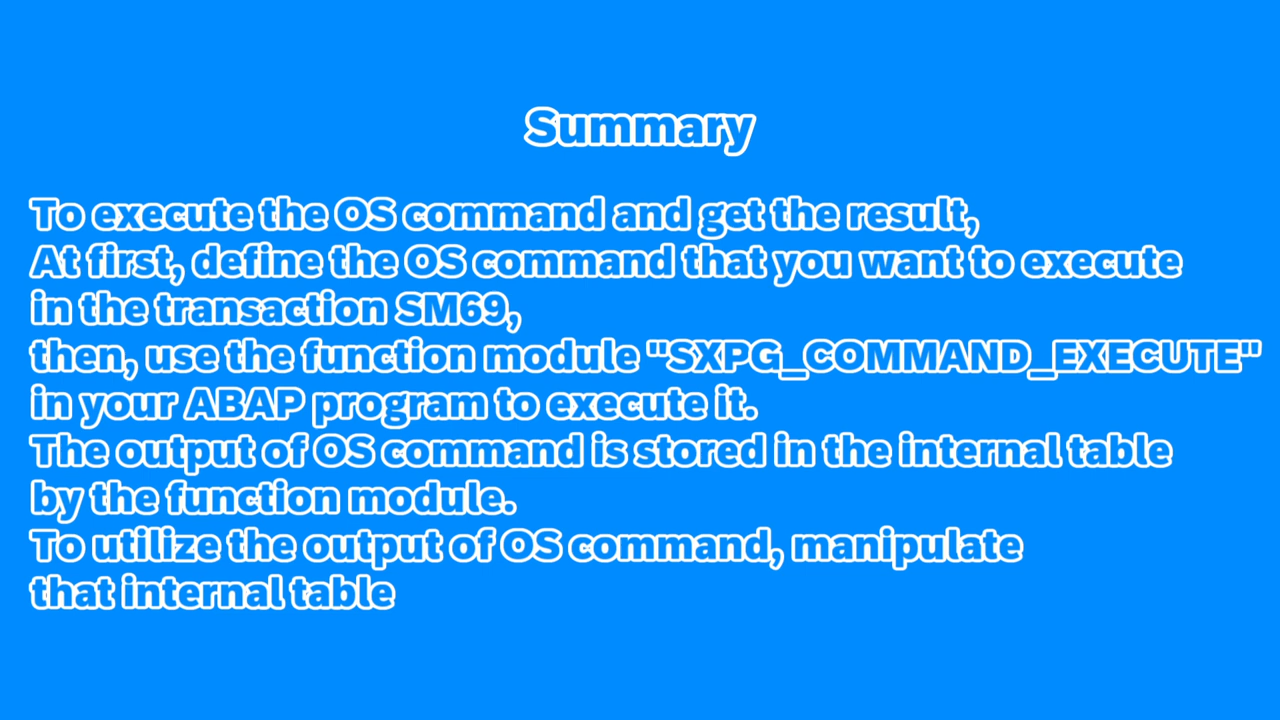 Summary
To execute the OS command and get the result,
At first, define the OS command that you want to execute
in the transaction SM69,
then, use the function module "SXPG_COMMAND_EXECUTE"
in your ABAP program to execute it.
The output of OS command is stored in the internal table
by the function module.
To utilize the output of OS command, manipulate
that internal table